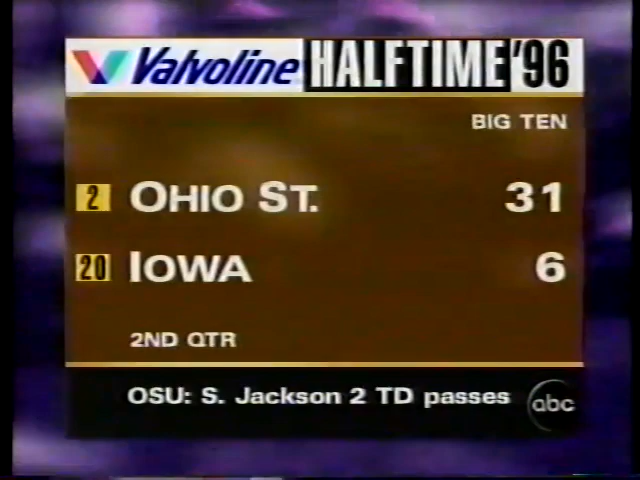 Valvoline HALFTIME '96
BIG TEN
2 OHIO ST. 31
20 IOWA 6
2ND QTR
OSU: S. Jackson 2 TD passes
abc